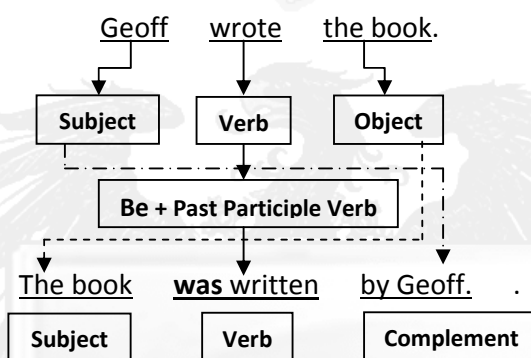 Geoff wrote the book.
Subject Verb Object
Be + Past Participle Verb
The book was written by Geoff. .
Subject Verb Complement